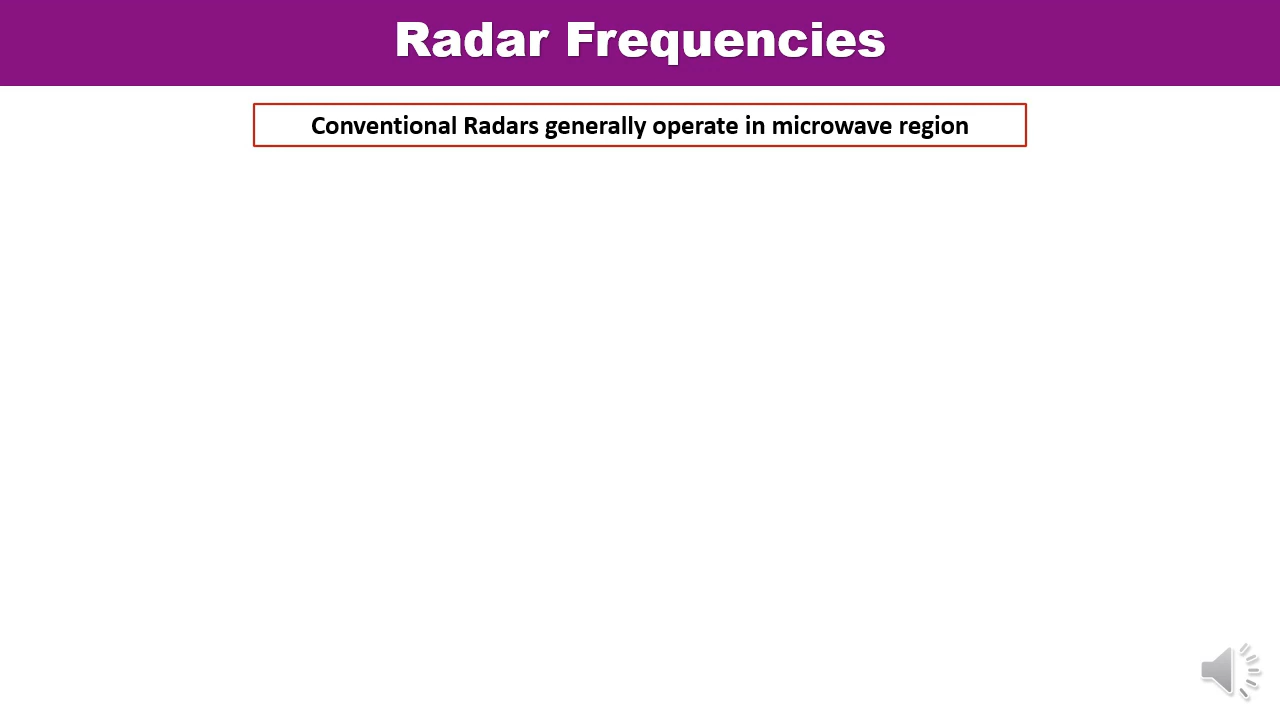 Radar Frequencies
Conventional Radars generally operate in microwave region